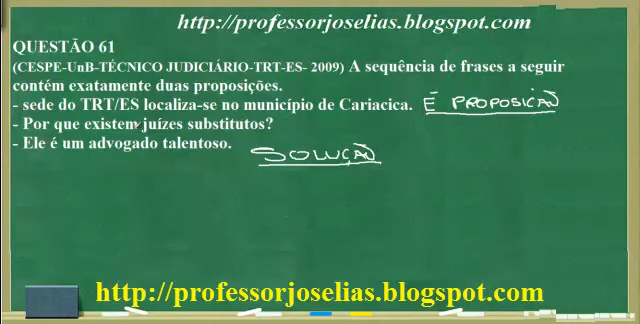 http://professorjoselias.blogspot.com
QUESTÃO 61
(CESPE-UnB-TÉCNICO JUDICIÁRIO-TRT-ES- 2009) A sequência de frases a seguir
contém exatamente duas proposições.
- sede do TRT/ES localiza-se no município de Cariacica. É PROPOSIÇÃO
- Por que existem juízes substitutos?
- Ele é um advogado talentoso.
SOLUÇÃO
http://professorjoselias.blogspot.com